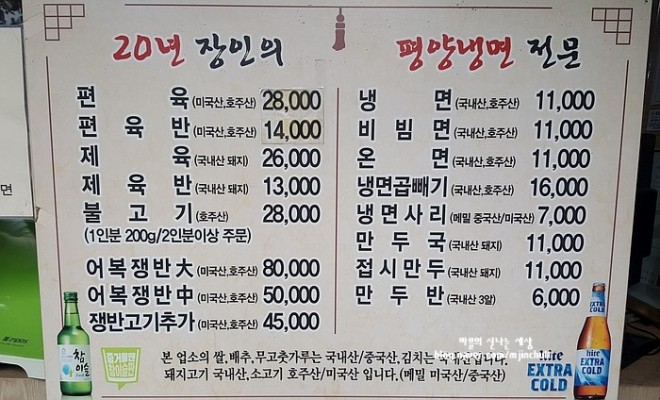 20년 장인의
평양냉면 전문
편 육 (미국산,호주산) 28,000
편 육 반 (미국산,호주산) 14,000
제 육 (국내산 돼지) 26,000
제 육 반 (국내산 돼지) 13,000
불 고 기 (호주산) 28,000
(1인분 200g/2인분이상 주문)
어복쟁반大 (미국산,호주산) 80,000
어복쟁반中 (미국산,호주산) 50,000
쟁반고기추가 (미국산,호주산) 45,000
냉 면 (국내산,호주산) 11,000
비 빔 면 (국내산,호주산) 11,000
온 면 (국내산,호주산) 11,000
냉면곱빼기 (국내산,호주산) 16,000
냉면사리 (메밀 중국산/미국산) 7,000
만 두 국 (국내산 돼지) 11,000
접시만두 (국내산 돼지) 11,000
만 두 반 (국내산 3알) 6,000
참이슬
본 업소의 쌀,배추,무고춧가루는 국내산/중국산,김치는
돼지고기 국내산,소고기 호주산/미국산 입니다.(메밀 미국산/중국산)
hite
EXTRA
COLD
EXTRA
COLD
면